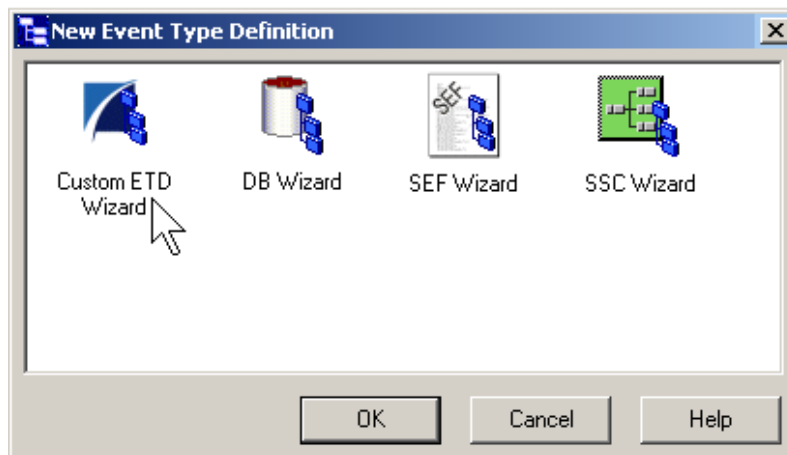 New Event Type Definition
SEF
Custom ETD
Wizard
DB Wizard
SEF Wizard
SSC Wizard
OK
Cancel
Help